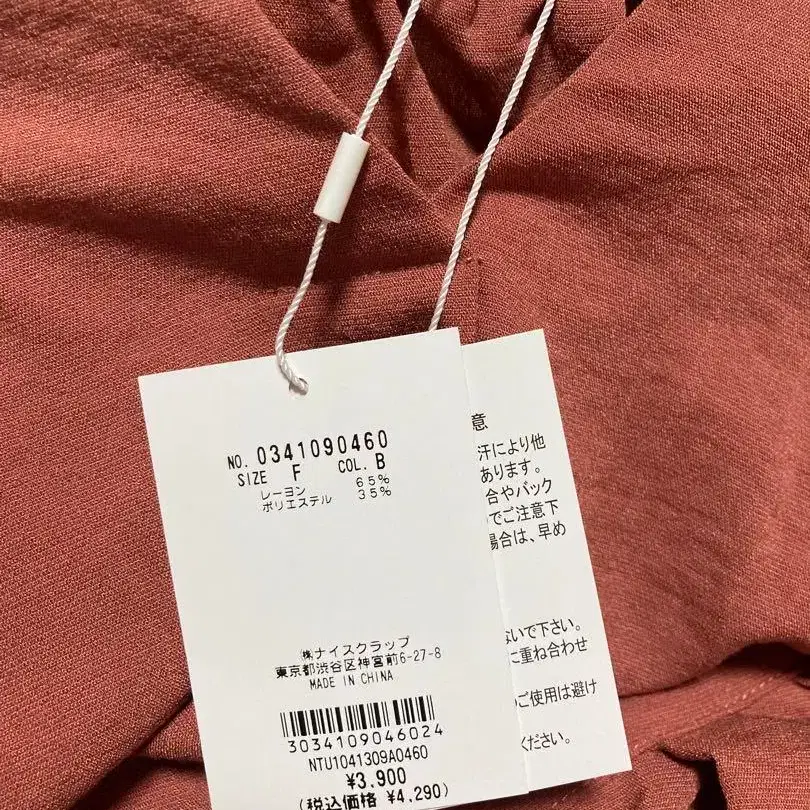 NO. 0341090460
SIZE F COL. B
レーヨン 65%
ポリエステル 35%
㈱ナイスクラップ
東京都渋谷区神宮前6-27-8
MADE IN CHINA
3034109046024
NTU1041309A0460
¥3,900
(税込価格 ¥4,290)
意
汗により他
あります。
合やバック
でご注意下
場合は、早め
ないで下さい。
に重ね合わせ
ご使用は避け
ください。